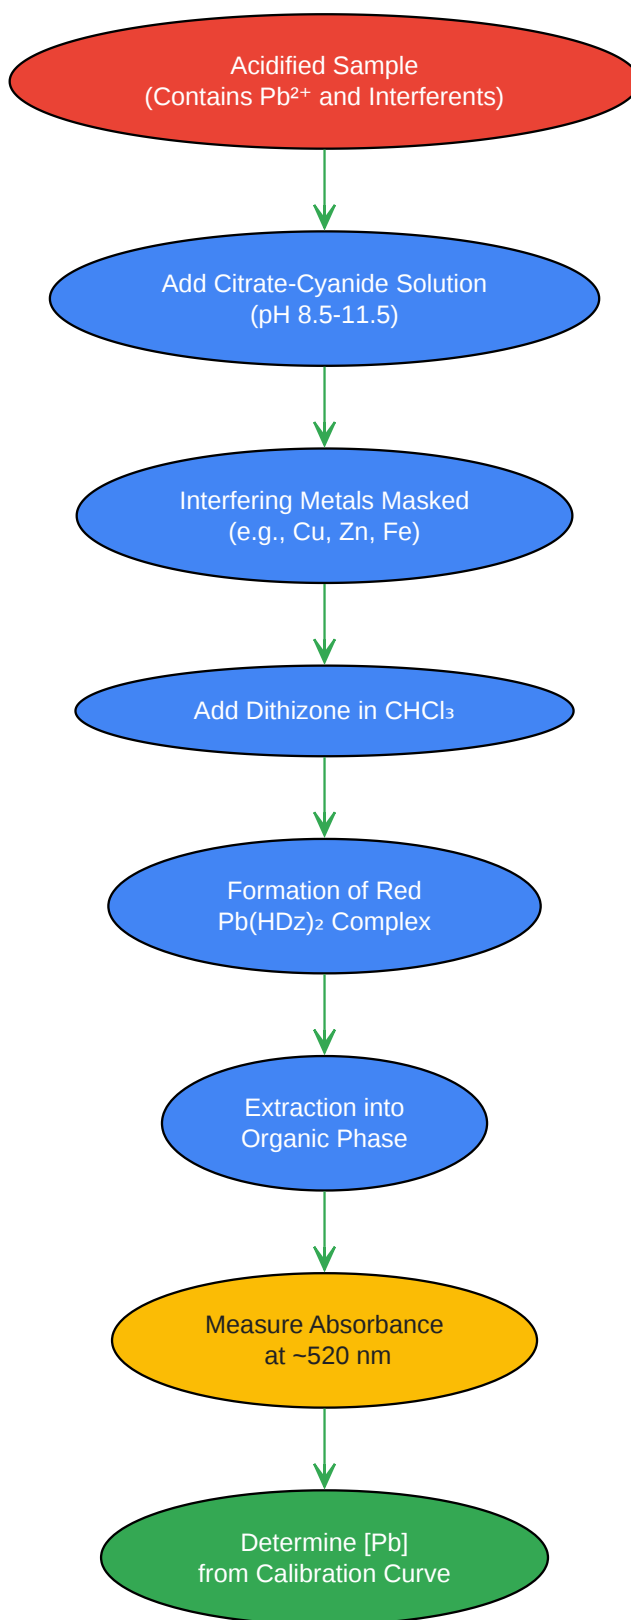 Acidified Sample
(Contains Pb²⁺ and Interferents)
Add Citrate-Cyanide Solution
(pH 8.5-11.5)
Interfering Metals Masked
(e.g., Cu, Zn, Fe)
Add Dithizone in CHCl₃
Formation of Red
Pb(HDz)₂ Complex
Extraction into
Organic Phase
Measure Absorbance
at ~520 nm
Determine [Pb]
from Calibration Curve